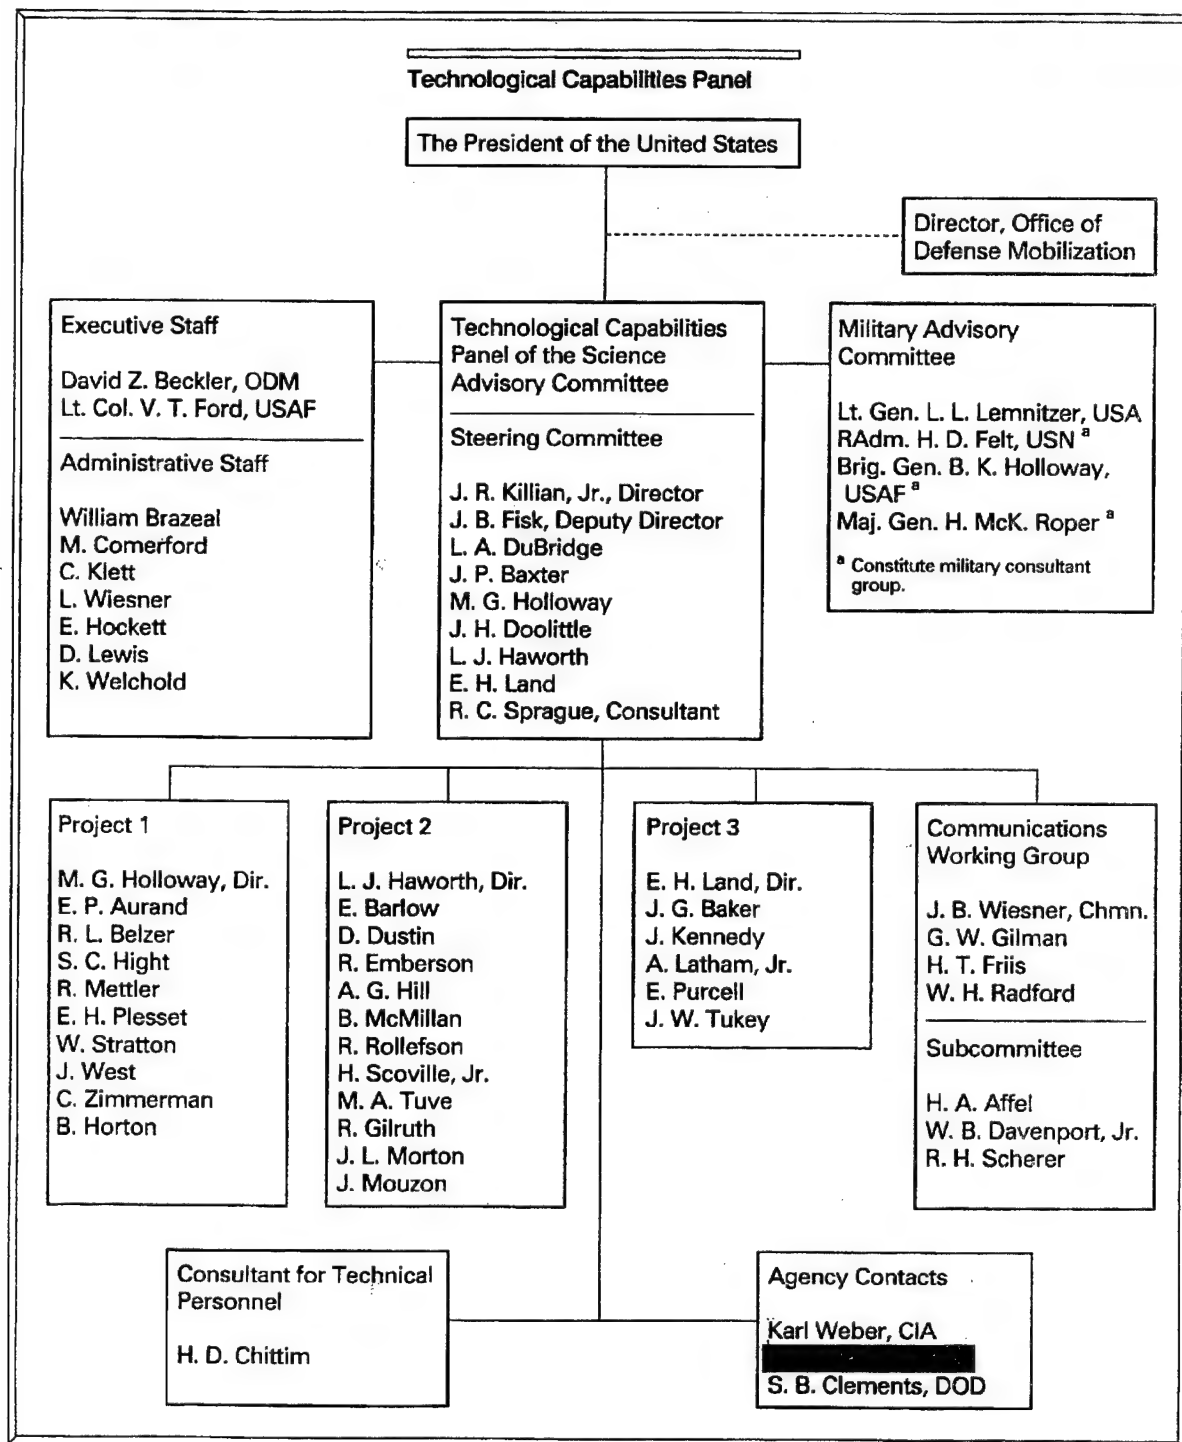 Technological Capabilities Panel
The President of the United States
Director, Office of
Defense Mobilization
Executive Staff
David Z. Beckler, ODM
Lt. Col. V. T. Ford, USAF
Administrative Staff
William Brazeal
M. Comerford
C. Klett
L. Wiesner
E. Hockett
D. Lewis
K. Welchold
Technological Capabilities
Panel of the Science
Advisory Committee
Steering Committee
J. R. Killian, Jr., Director
J. B. Fisk, Deputy Director
L. A. DuBridge
J. P. Baxter
M. G. Holloway
J. H. Doolittle
L. J. Haworth
E. H. Land
R. C. Sprague, Consultant
Military Advisory
Committee
Lt. Gen. L. L. Lemnitzer, USA
RAdm. H. D. Felt, USN a
Brig. Gen. B. K. Holloway,
USAF a
Maj. Gen. H. McK. Roper a
a Constitute military consultant
group.
Project 1
M. G. Holloway, Dir.
E. P. Aurand
R. L. Belzer
S. C. Hight
R. Mettler
E. H. Plesset
W. Stratton
J. West
C. Zimmerman
B. Horton
Project 2
L. J. Haworth, Dir.
E. Barlow
D. Dustin
R. Emberson
A. G. Hill
B. McMillan
R. Rollefson
H. Scoville, Jr.
M. A. Tuve
R. Gilruth
J. L. Morton
J. Mouzon
Project 3
E. H. Land, Dir.
J. G. Baker
J. Kennedy
A. Latham, Jr.
E. Purcell
J. W. Tukey
Communications
Working Group
J. B. Wiesner, Chmn.
G. W. Gilman
H. T. Friis
W. H. Radford
Subcommittee
H. A. Affel
W. B. Davenport, Jr.
R. H. Scherer
Consultant for Technical
Personnel
H. D. Chittim
Agency Contacts
Karl Weber, CIA
S. B. Clements, DOD